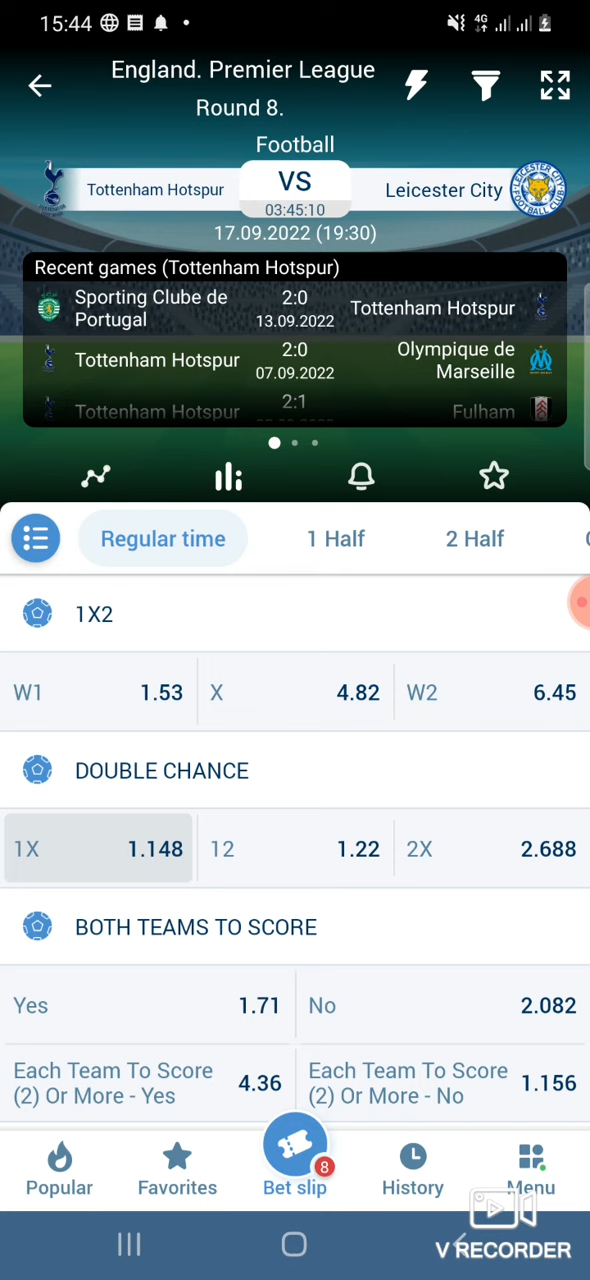 15:44
4G
England. Premier League
Round 8.
Football
Tottenham Hotspur VS Leicester City
03:45:10
17.09.2022 (19:30)
Recent games (Tottenham Hotspur)
Sporting Clube de Portugal 2:0 Tottenham Hotspur
13.09.2022
Tottenham Hotspur 2:0 Olympique de Marseille
07.09.2022
Tottenham Hotspur 2:1 Fulham
Regular time 1 Half 2 Half
1X2
W1 1.53 X 4.82 W2 6.45
DOUBLE CHANCE
1X 1.148 12 1.22 2X 2.688
BOTH TEAMS TO SCORE
Yes 1.71 No 2.082
Each Team To Score (2) Or More - Yes 4.36 Each Team To Score (2) Or More - No 1.156
8
Popular Favorites Bet slip History Menu
V RECORDER